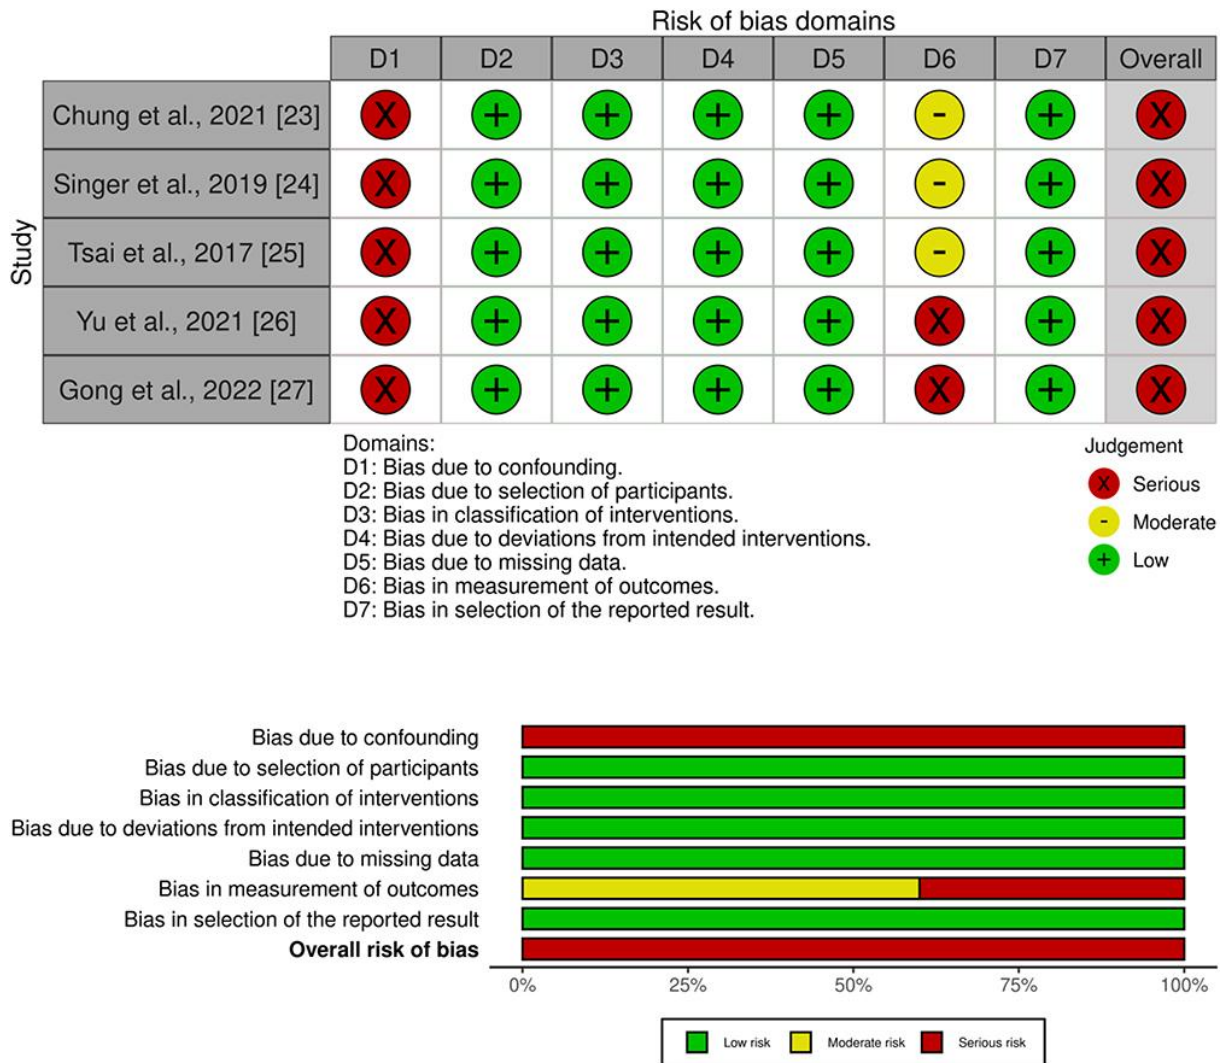 Risk of bias domains
D1 D2 D3 D4 D5 D6 D7 Overall
Study
Chung et al., 2021 [23] X + + + + - + X
Singer et al., 2019 [24] X + + + + - + X
Tsai et al., 2017 [25] X + + + + - + X
Yu et al., 2021 [26] X + + + + X + X
Gong et al., 2022 [27] X + + + + X + X
Domains:
D1: Bias due to confounding.
D2: Bias due to selection of participants.
D3: Bias in classification of interventions.
D4: Bias due to deviations from intended interventions.
D5: Bias due to missing data.
D6: Bias in measurement of outcomes.
D7: Bias in selection of the reported result.
Judgement
X Serious
- Moderate
+ Low
Bias due to confounding
Bias due to selection of participants
Bias in classification of interventions
Bias due to deviations from intended interventions
Bias due to missing data
Bias in measurement of outcomes
Bias in selection of the reported result
Overall risk of bias
0% 25% 50% 75% 100%
Low risk Moderate risk Serious risk